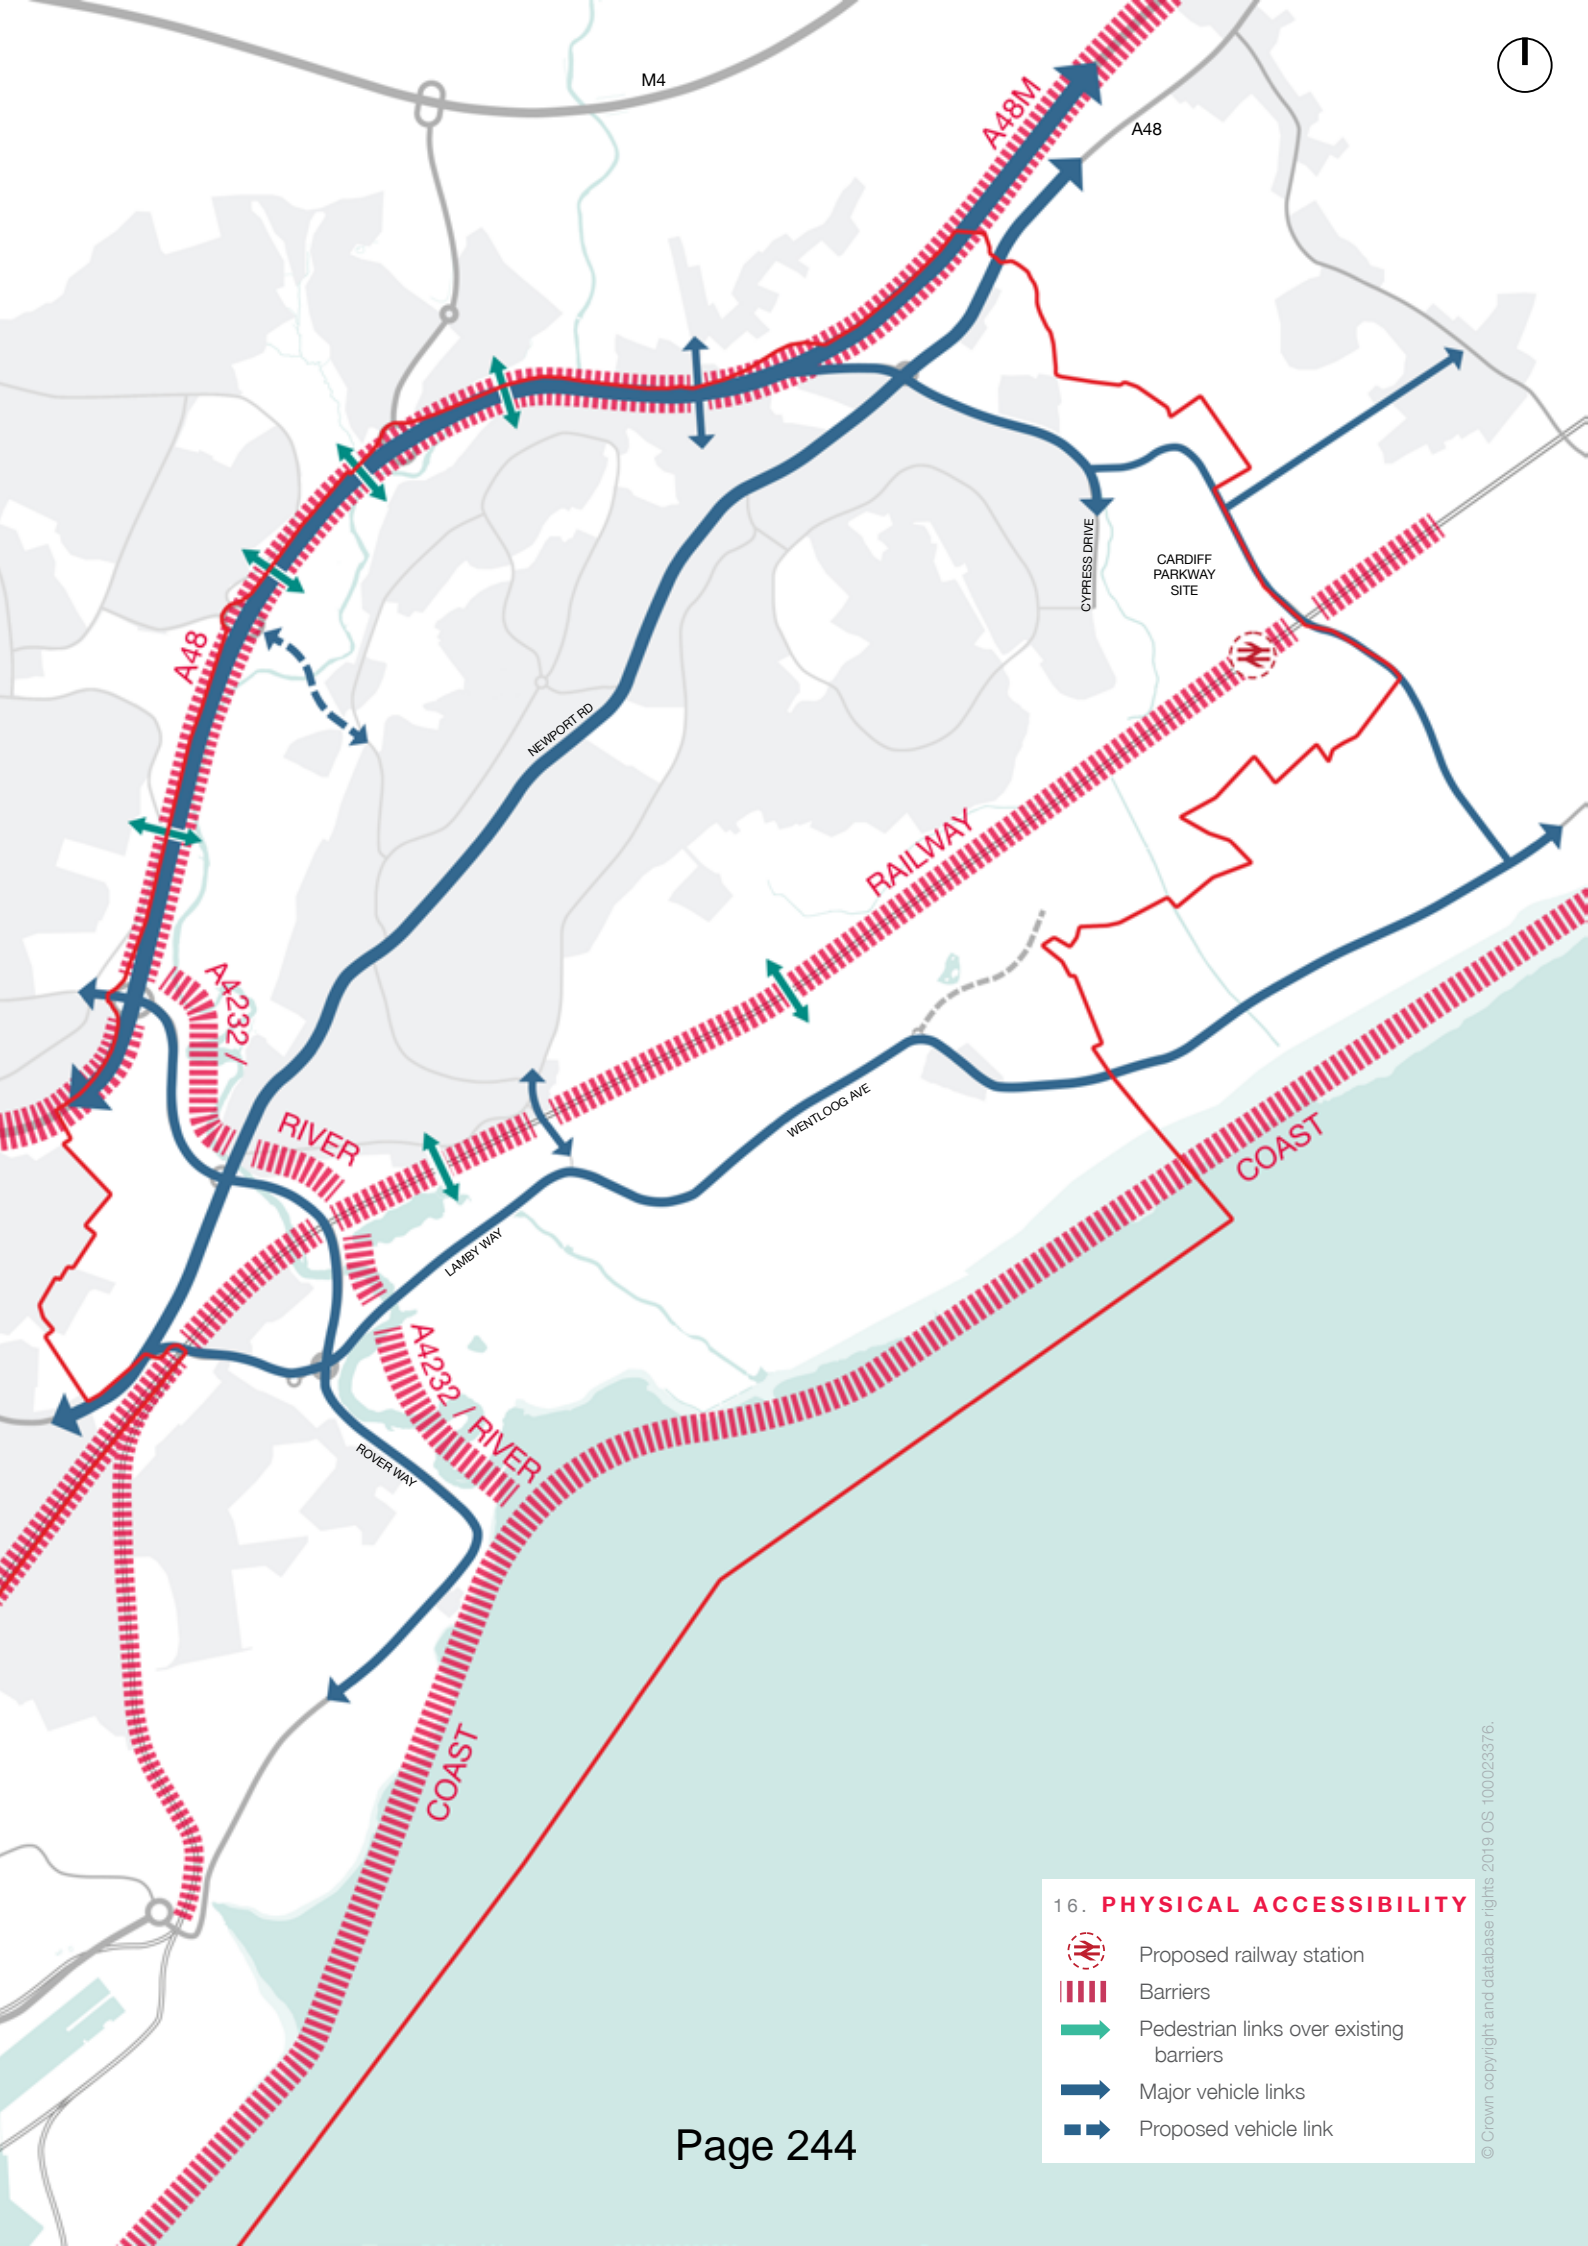 M4
A48M
A48
A48
CYPRESS DRIVE
CARDIFF
PARKWAY
SITE
NEWPORT RD
RAILWAY
A4232 /
RIVER
WENTLOOG AVE
COAST
LAMBY WAY
A4232 / RIVER
ROVER WAY
COAST
16. PHYSICAL ACCESSIBILITY
Proposed railway station
Barriers
Pedestrian links over existing
barriers
Major vehicle links
Proposed vehicle link
© Crown copyright and database rights 2019 OS 100023376.
Page 244